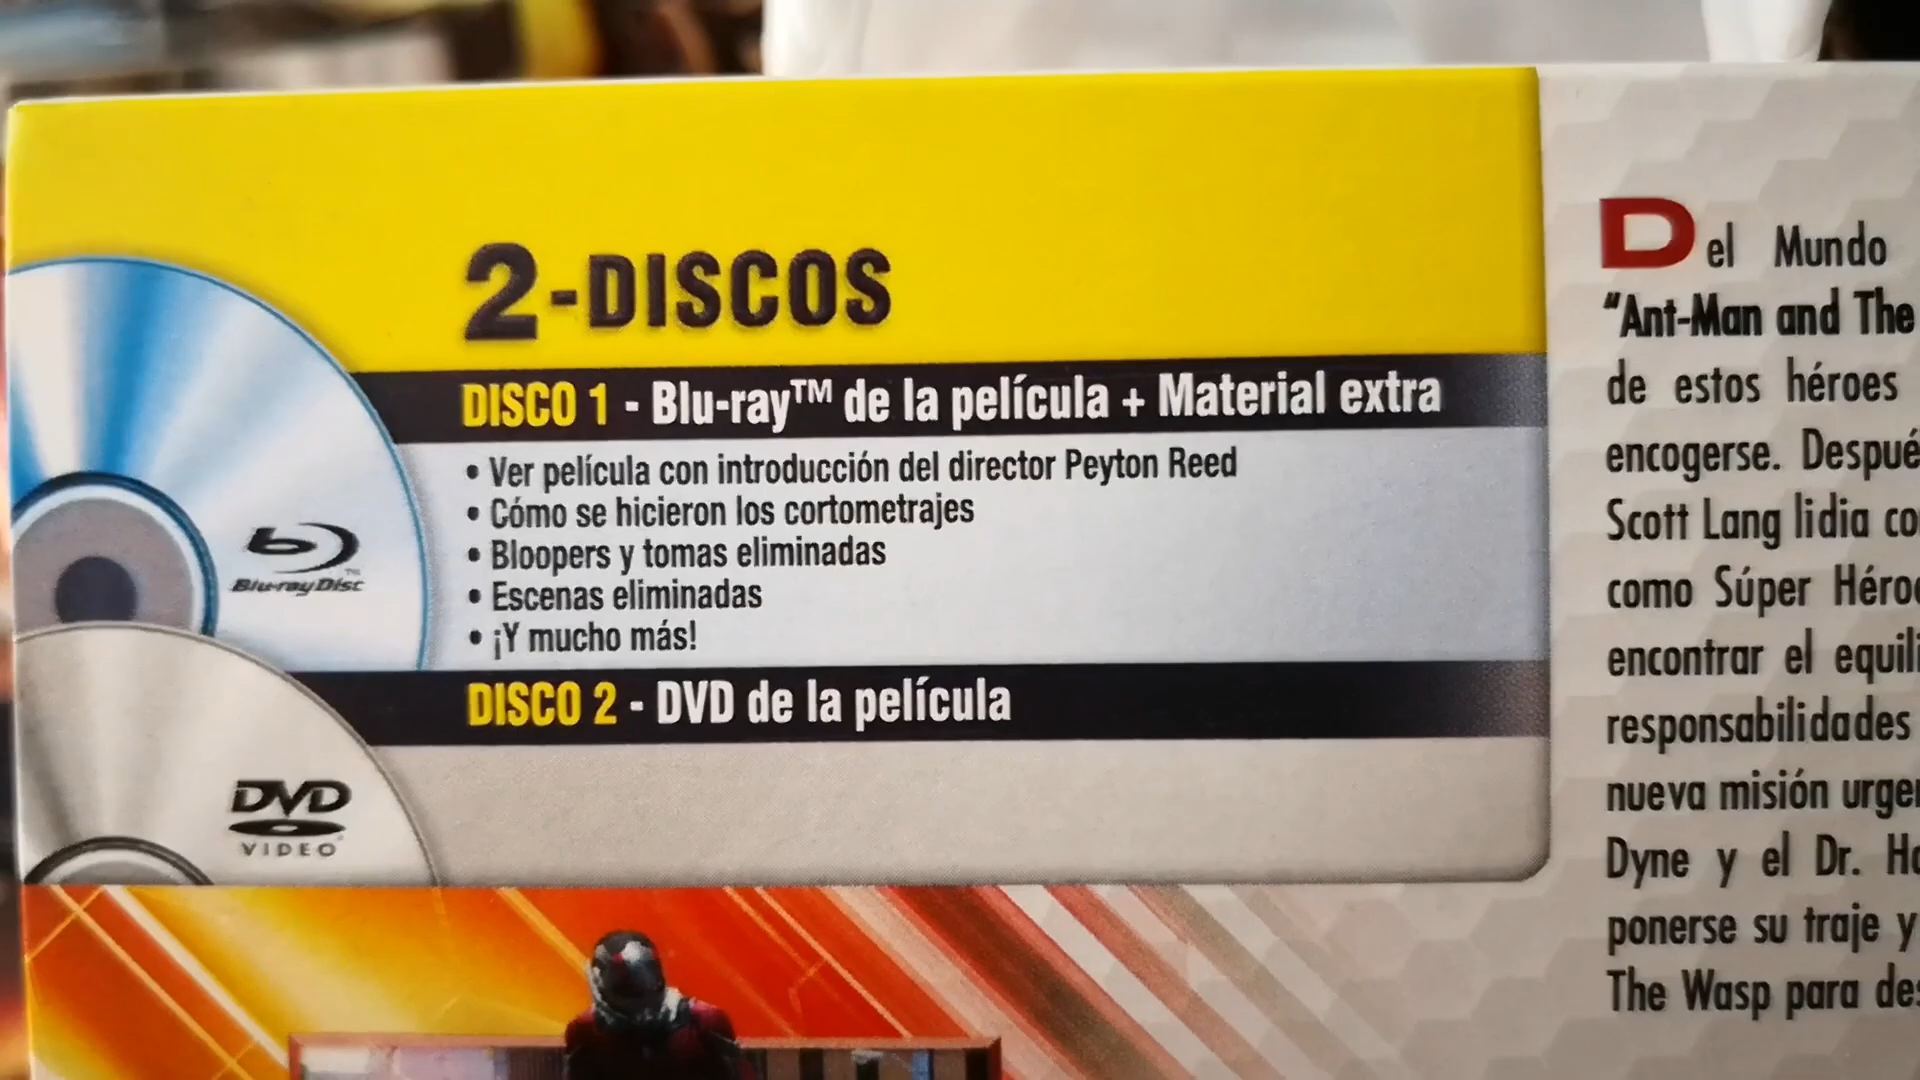 2-DISCOS
DISCO 1 - Blu-ray™ de la película + Material extra
• Ver película con introducción del director Peyton Reed
• Cómo se hicieron los cortometrajes
• Bloopers y tomas eliminadas
• Escenas eliminadas
• ¡Y mucho más!
Blu-ray Disc™
DISCO 2 - DVD de la película
DVD
VIDEO
Del Mundo
“Ant-Man and The
de estos héroes
encogerse.
Scott Lang lidia
como Súper
encontrar el
responsabilidades
nueva misión
Dyne y el Dr.
ponerse su traje y
The Wasp para